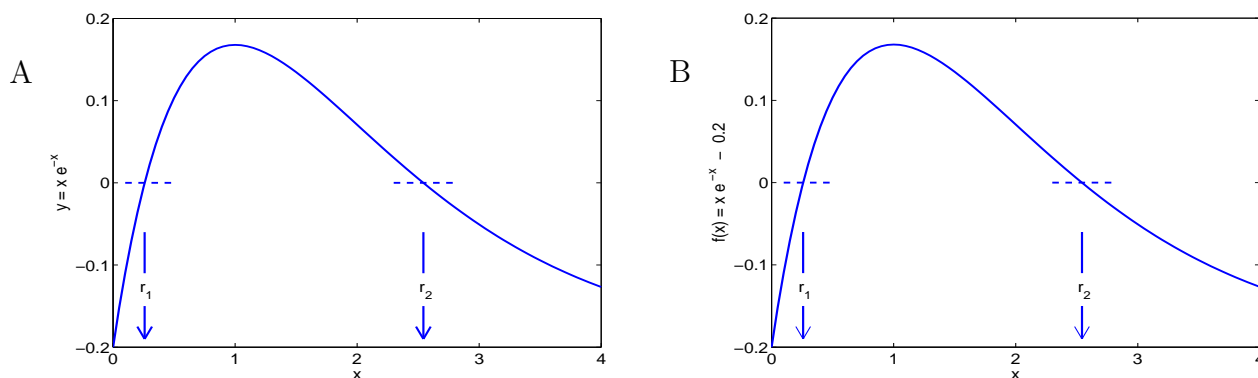 A
0.2
0.1
0
−0.1
−0.2
y = x e^{-x}
r_1
r_2
0 1 2 3 4
x
B
0.2
0.1
0
−0.1
−0.2
f(x) = x e^{-x} − 0.2
r_1
r_2
0 1 2 3 4
x